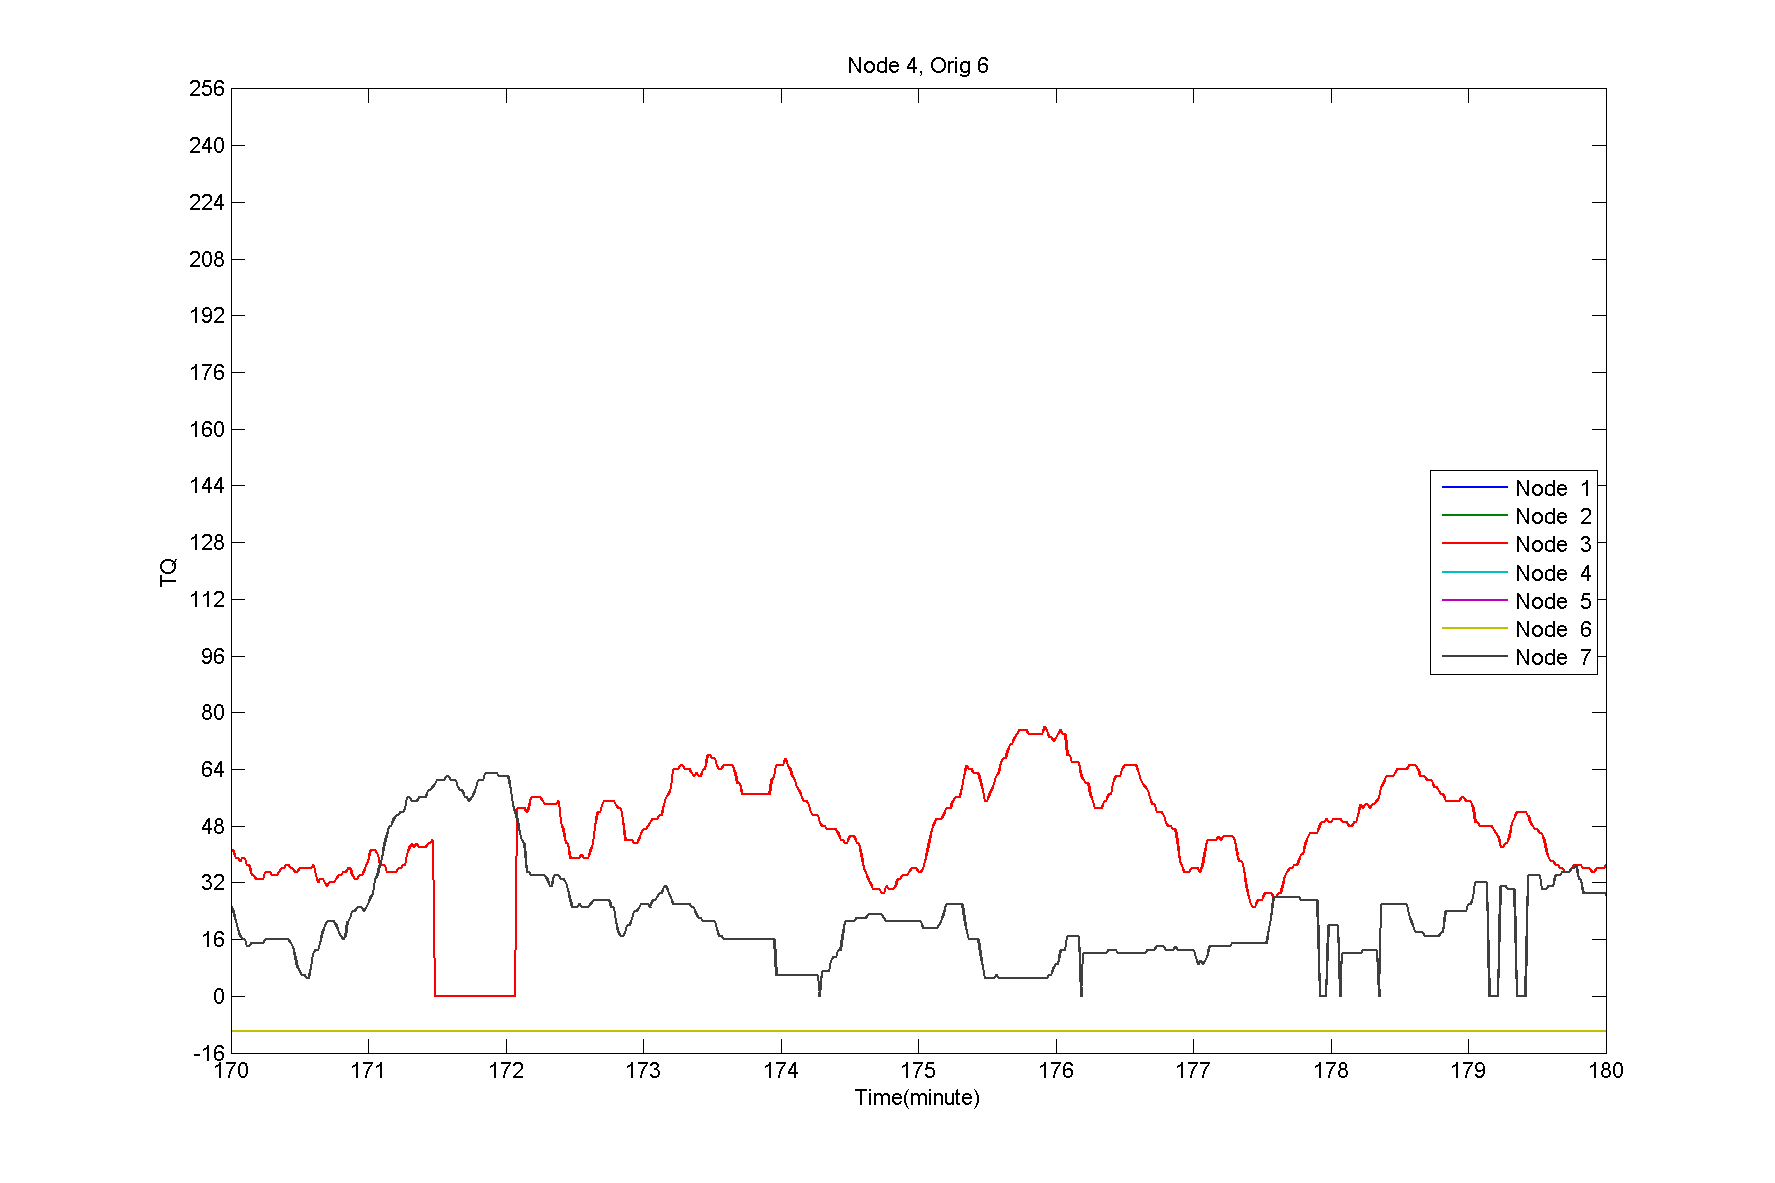 Node 4, Orig 6
256
240
224
208
192
176
160
144
128
112
96
80
64
48
32
16
0
-16
TQ
Node 1
Node 2
Node 3
Node 4
Node 5
Node 6
Node 7
170 171 172 173 174 175 176 177 178 179 180
Time(minute)